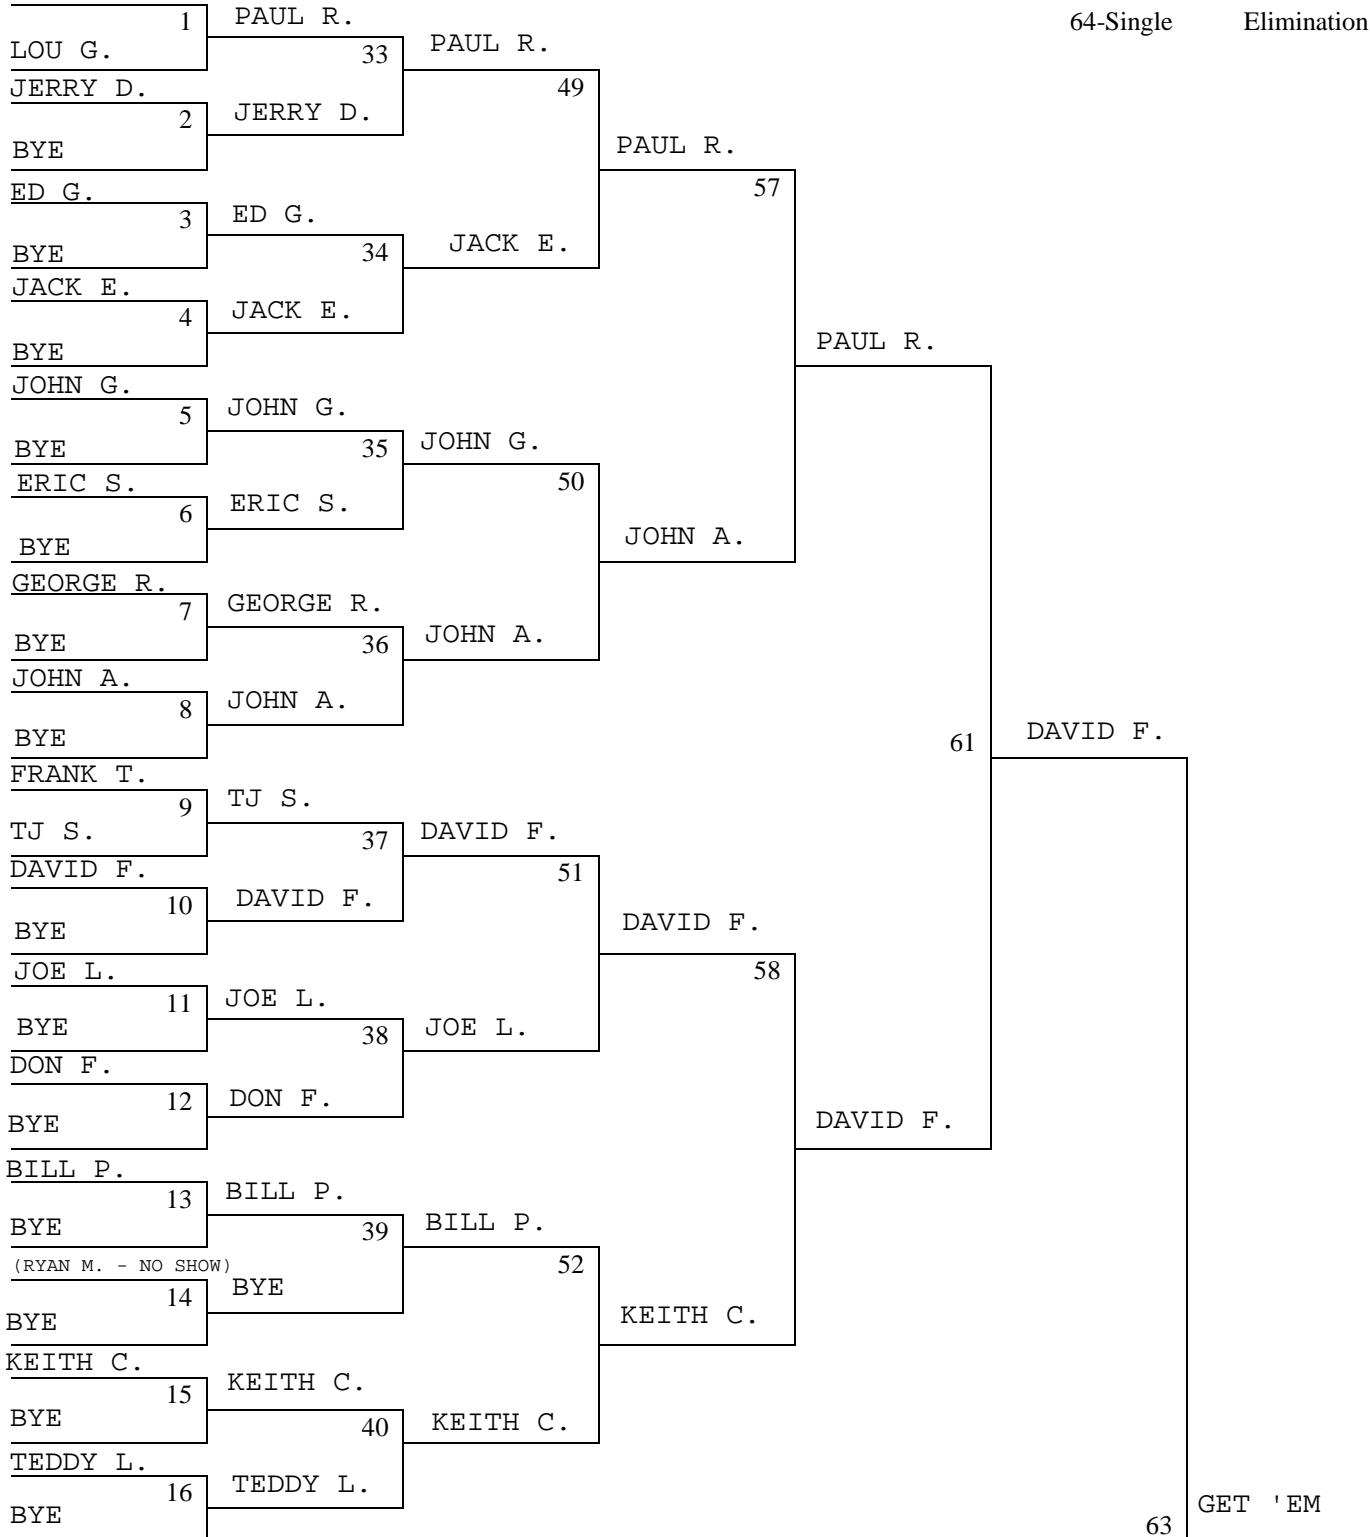 64-Single Elimination
1 PAUL R.
LOU G.
33 PAUL R.
JERRY D.
49
2 JERRY D.
BYE
PAUL R.
ED G.
57
3 ED G.
BYE
34 JACK E.
JACK E.
4 JACK E.
BYE
PAUL R.
JOHN G.
5 JOHN G.
BYE
35 JOHN G.
ERIC S.
50
6 ERIC S.
BYE
JOHN A.
GEORGE R.
7 GEORGE R.
BYE
36 JOHN A.
JOHN A.
8 JOHN A.
BYE
61 DAVID F.
FRANK T.
9 TJ S.
TJ S.
37 DAVID F.
DAVID F.
51
10 DAVID F.
BYE
DAVID F.
JOE L.
58
11 JOE L.
BYE
38 JOE L.
DON F.
12 DON F.
BYE
DAVID F.
BILL P.
13 BILL P.
BYE
39 BILL P.
(RYAN M. - NO SHOW)
52
14 BYE
BYE
KEITH C.
KEITH C.
15 KEITH C.
BYE
40 KEITH C.
TEDDY L.
16 TEDDY L.
BYE
GET 'EM
63